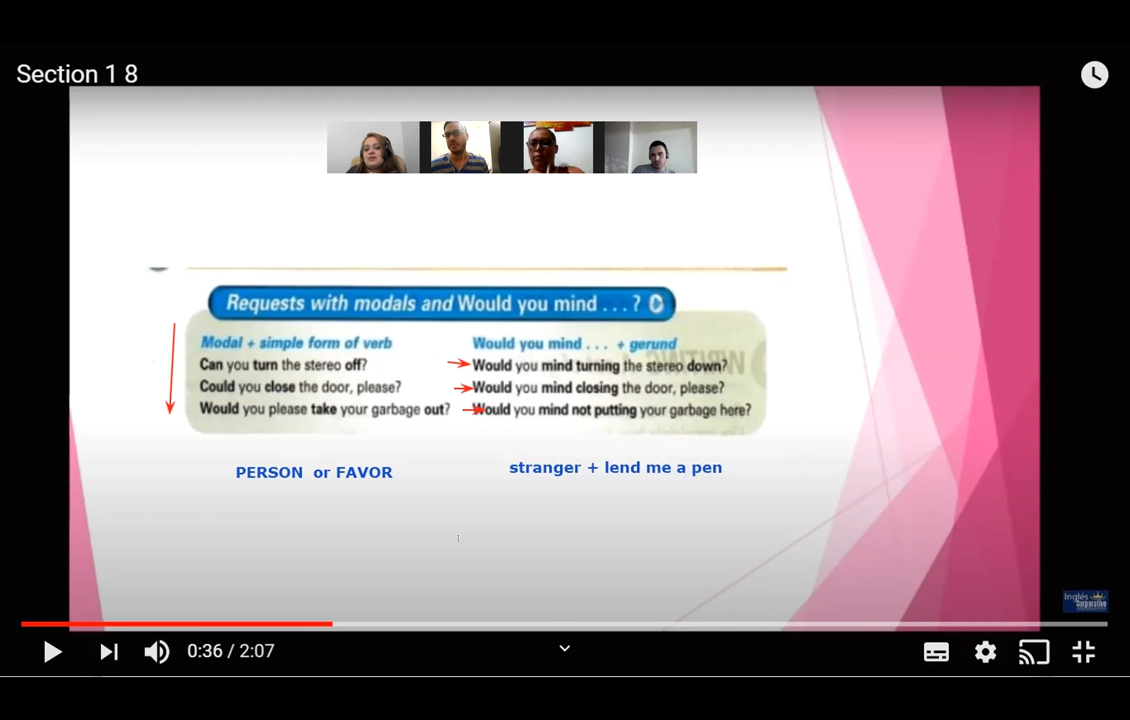 Section 1 8
Requests with modals and Would you mind . . . ?
Modal + simple form of verb
Can you turn the stereo off?
Could you close the door, please?
Would you please take your garbage out?
Would you mind . . . + gerund
Would you mind turning the stereo down?
Would you mind closing the door, please?
Would you mind not putting your garbage here?
PERSON or FAVOR
stranger + lend me a pen
Inglés
Corporativo
0:36 / 2:07